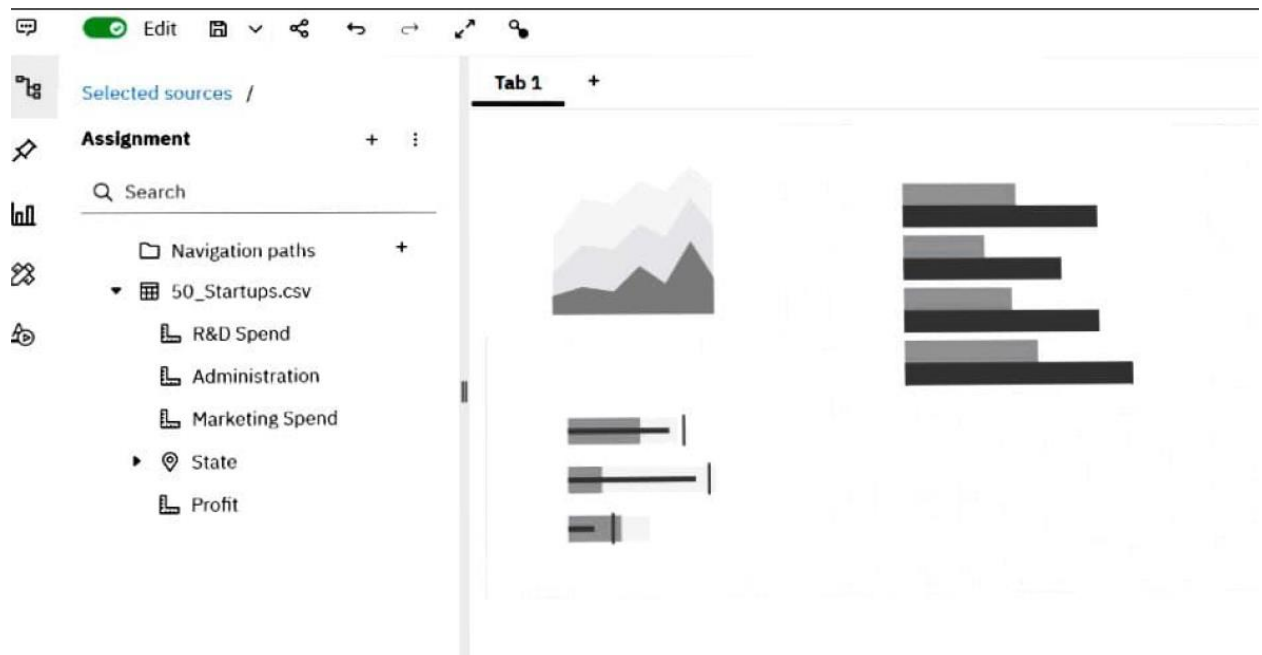 Edit
Selected sources /
Tab 1 +
Assignment +
Search
Navigation paths +
50_Startups.csv
R&D Spend
Administration
Marketing Spend
State
Profit